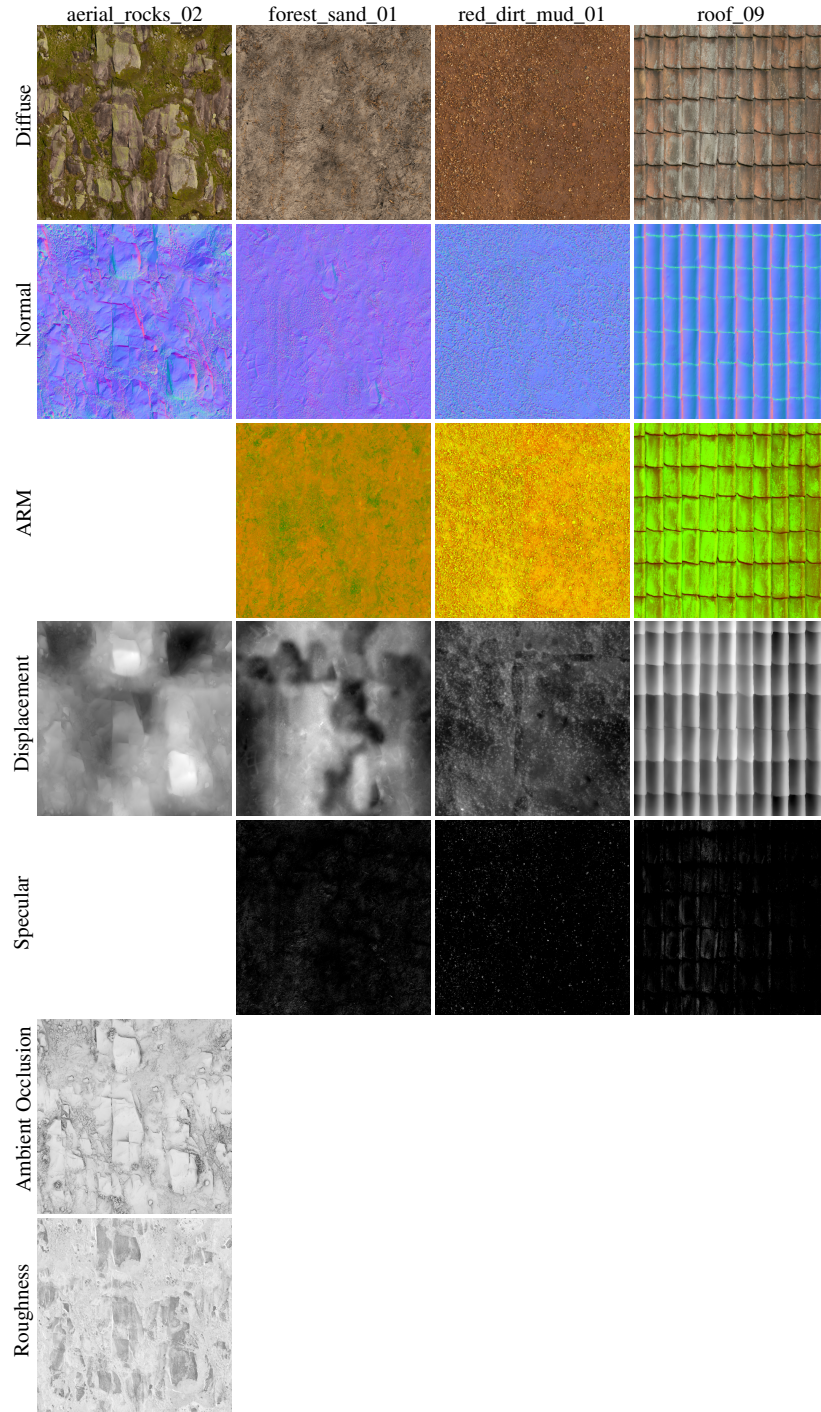 aerial_rocks_02 forest_sand_01 red_dirt_mud_01 roof_09
Diffuse
Normal
ARM
Displacement
Specular
Ambient Occlusion
Roughness